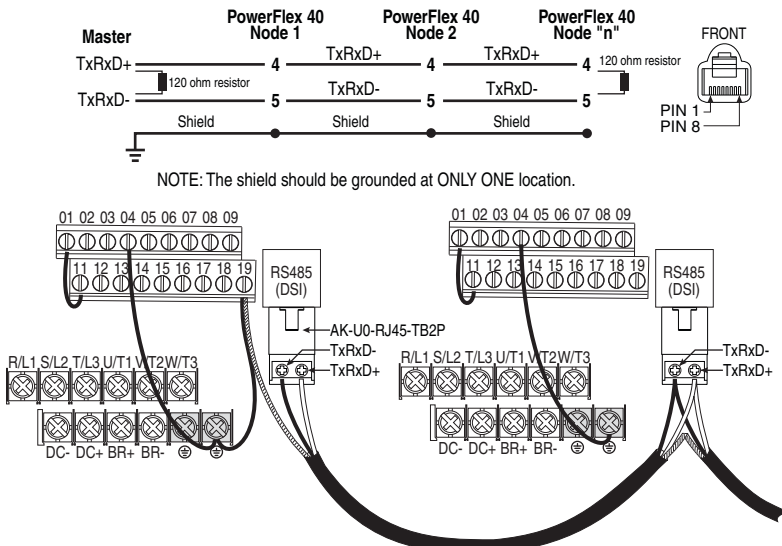 PowerFlex 40 PowerFlex 40 PowerFlex 40 FRONT
Master Node 1 Node 2 Node "n"
TxRxD+ 4 TxRxD+ 4 TxRxD+ 4 120 ohm resistor
120 ohm resistor
TxRxD- 5 TxRxD- 5 TxRxD- 5
PIN 1
PIN 8
Shield Shield Shield
NOTE: The shield should be grounded at ONLY ONE location.
01 02 03 04 05 06 07 08 09
11 12 13 14 15 16 17 18 19
RS485
(DSI)
AK-U0-RJ45-TB2P
TxRxD-
TxRxD+
R/L1 S/L2 T/L3 U/T1 V/T2 W/T3
DC- DC+ BR+ BR-
01 02 03 04 05 06 07 08 09
11 12 13 14 15 16 17 18 19
RS485
(DSI)
TxRxD-
TxRxD+
R/L1 S/L2 T/L3 U/T1 V/T2 W/T3
DC- DC+ BR+ BR-